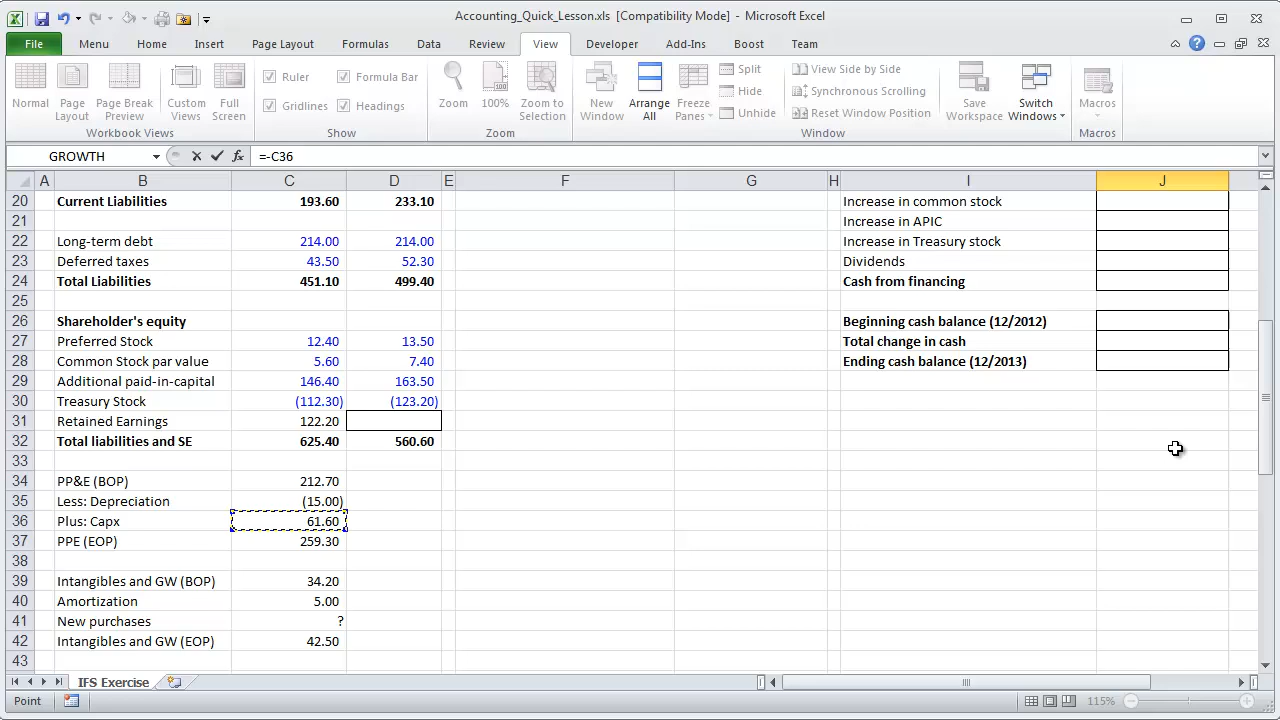 Accounting_Quick_Lesson.xls [Compatibility Mode] - Microsoft Excel
File Menu Home Insert Page Layout Formulas Data Review View Developer Add-Ins Boost Team
Normal Page Layout Page Break Preview Custom Views Full Screen
Workbook Views
Ruler Formula Bar
Gridlines Headings
Show
Zoom 100% Zoom to Selection
Zoom
New Window Arrange All Freeze Panes
Split View Side by Side
Hide Synchronous Scrolling
Unhide Reset Window Position
Save Workspace Switch Windows
Window
Macros
Macros
GROWTH fx =-C36
A B C D E F G H I J
20 Current Liabilities 193.60 233.10 Increase in common stock
21 Increase in APIC
22 Long-term debt 214.00 214.00 Increase in Treasury stock
23 Deferred taxes 43.50 52.30 Dividends
24 Total Liabilities 451.10 499.40 Cash from financing
25
26 Shareholder's equity Beginning cash balance (12/2012)
27 Preferred Stock 12.40 13.50 Total change in cash
28 Common Stock par value 5.60 7.40 Ending cash balance (12/2013)
29 Additional paid-in-capital 146.40 163.50
30 Treasury Stock (112.30) (123.20)
31 Retained Earnings 122.20
32 Total liabilities and SE 625.40 560.60
33
34 PP&E (BOP) 212.70
35 Less: Depreciation (15.00)
36 Plus: Capx 61.60
37 PPE (EOP) 259.30
38
39 Intangibles and GW (BOP) 34.20
40 Amortization 5.00
41 New purchases ?
42 Intangibles and GW (EOP) 42.50
43
IFS Exercise
Point 115%